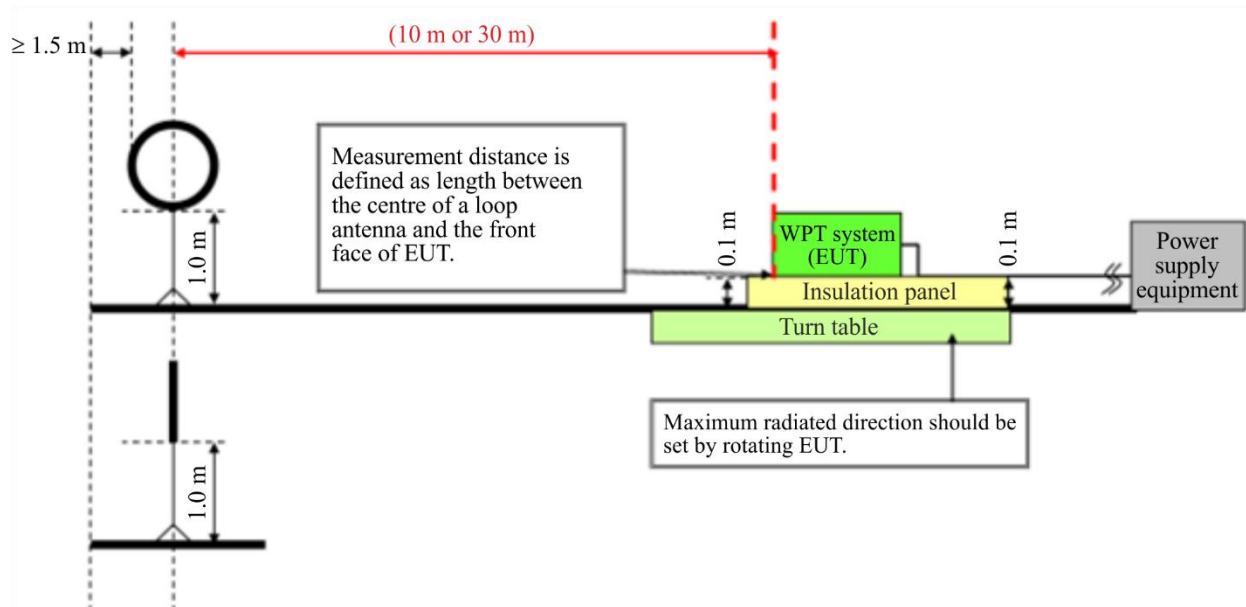 ≥ 1.5 m
(10 m or 30 m)
Measurement distance is
defined as length between
the centre of a loop
antenna and the front
face of EUT.
1.0 m
0.1 m
WPT system
(EUT)
0.1 m
Power
supply
equipment
Insulation panel
Turn table
Maximum radiated direction should be
set by rotating EUT.
1.0 m